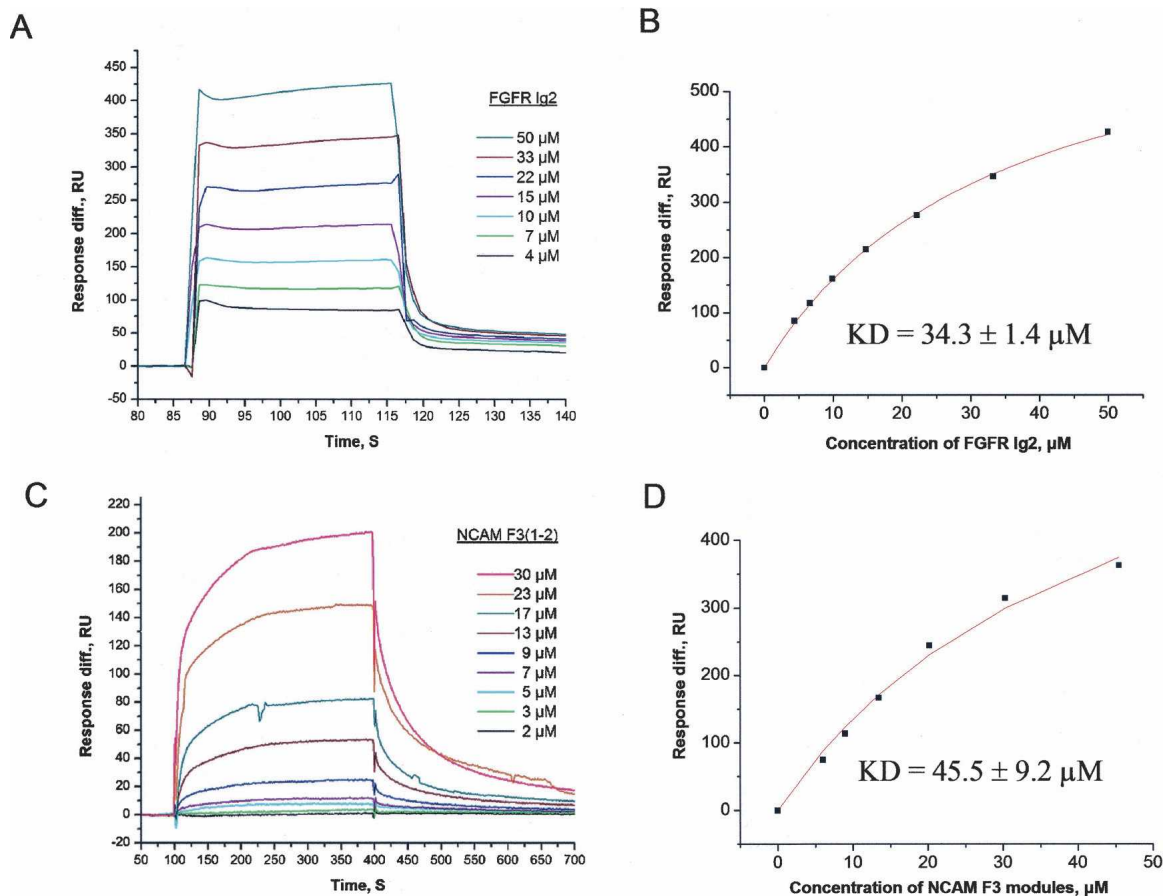 A
FGFR Ig2
50 µM
33 µM
22 µM
15 µM
10 µM
7 µM
4 µM
450
400
350
300
250
200
150
100
50
0
-50
Response diff., RU
80 85 90 95 100 105 110 115 120 125 130 135 140
Time, S
B
500
400
300
200
100
0
Response diff., RU
KD = 34.3 ± 1.4 µM
0 10 20 30 40 50
Concentration of FGFR Ig2, µM
C
NCAM F3(1-2)
30 µM
23 µM
17 µM
13 µM
9 µM
7 µM
5 µM
3 µM
2 µM
220
200
180
160
140
120
100
80
60
40
20
0
-20
Response diff., RU
50 100 150 200 250 300 350 400 450 500 550 600 650 700
Time, S
D
400
300
200
100
0
Response diff., RU
KD = 45.5 ± 9.2 µM
0 10 20 30 40
Concentration of NCAM F3 modules, µM